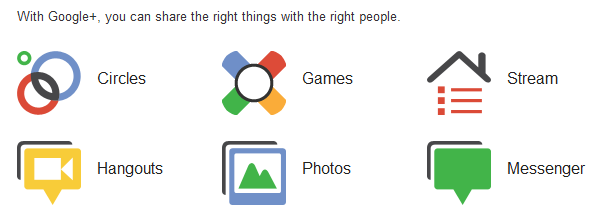 With Google+, you can share the right things with the right people.
Circles Games Stream
Hangouts Photos Messenger